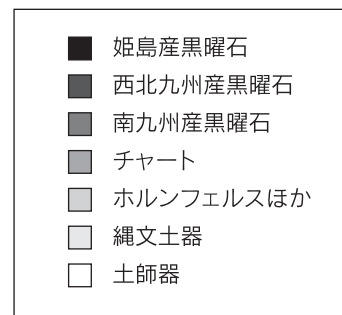 姫島産黒曜石
西北九州産黒曜石
南九州産黒曜石
チャート
ホルンフェルスほか
縄文土器
土師器